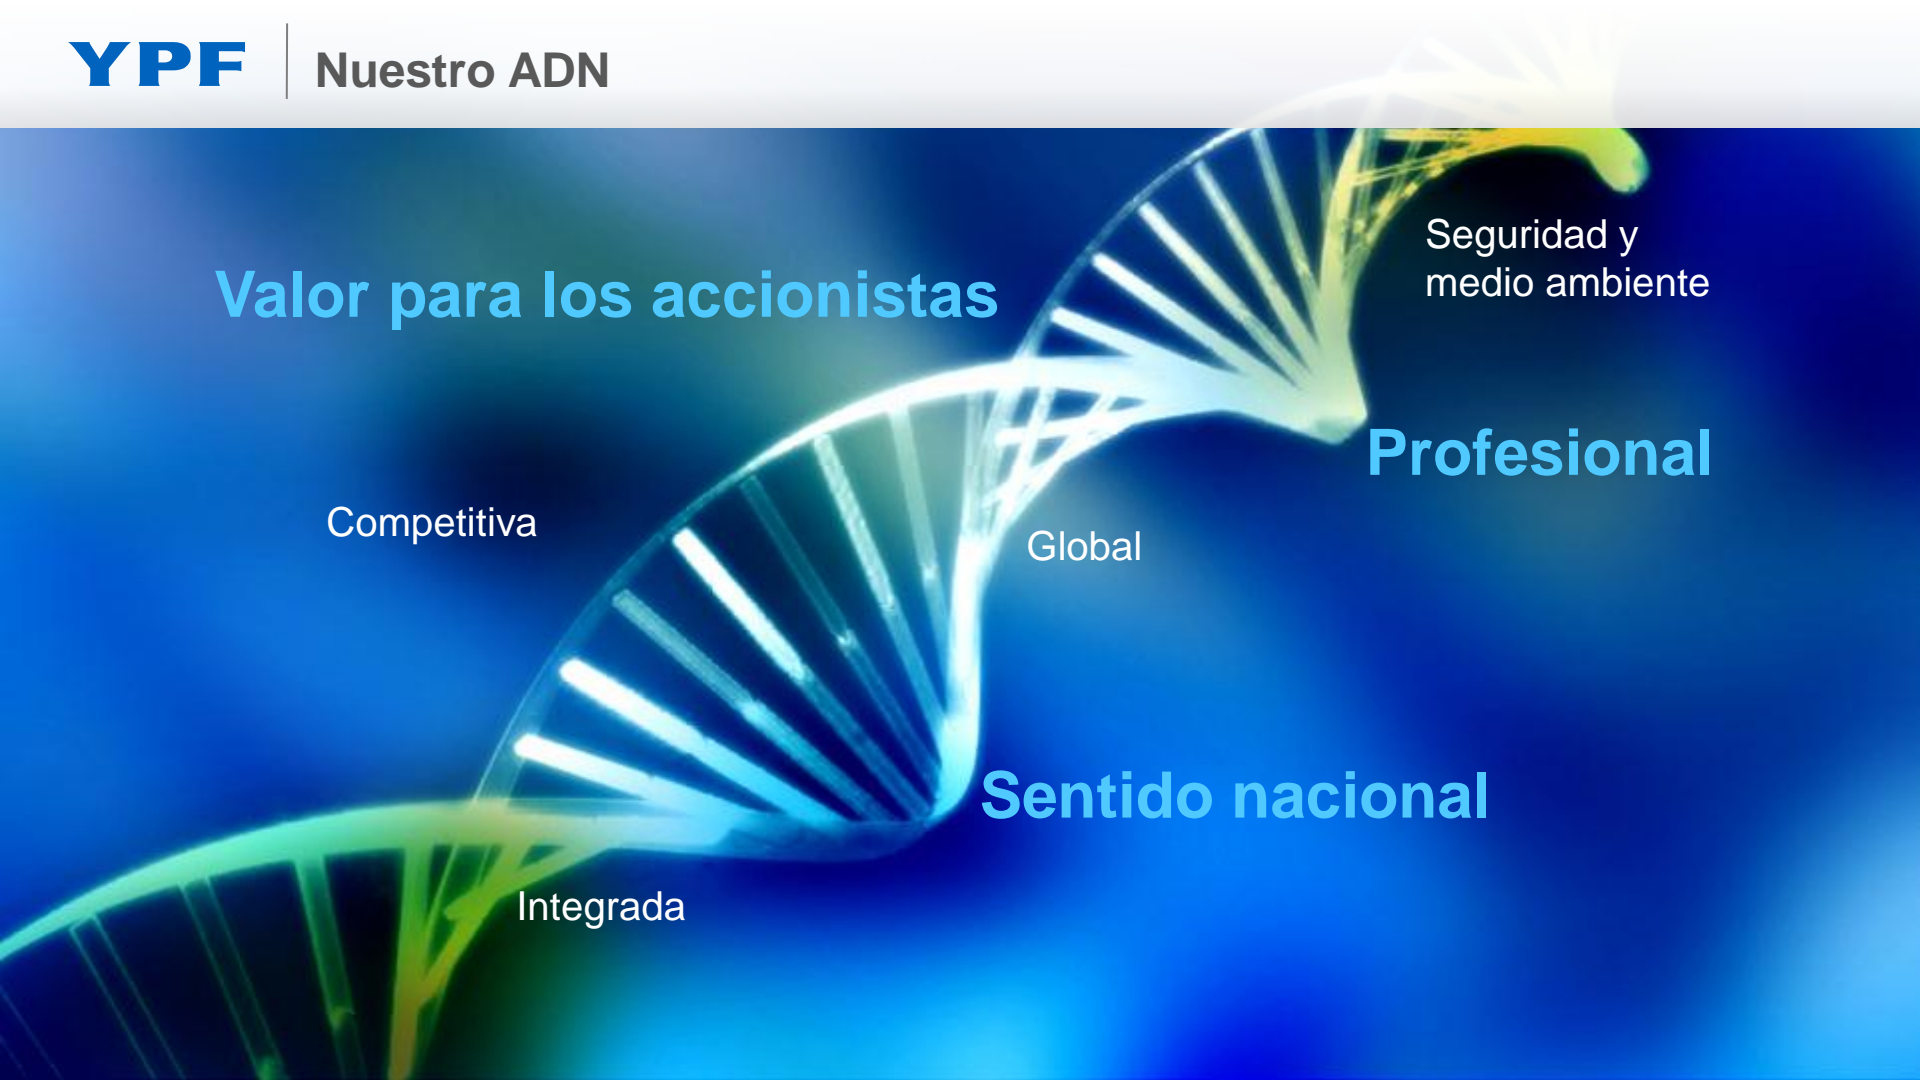 YPF
Nuestro ADN
Seguridad y
medio ambiente
Valor para los accionistas
Profesional
Competitiva
Global
Sentido nacional
Integrada